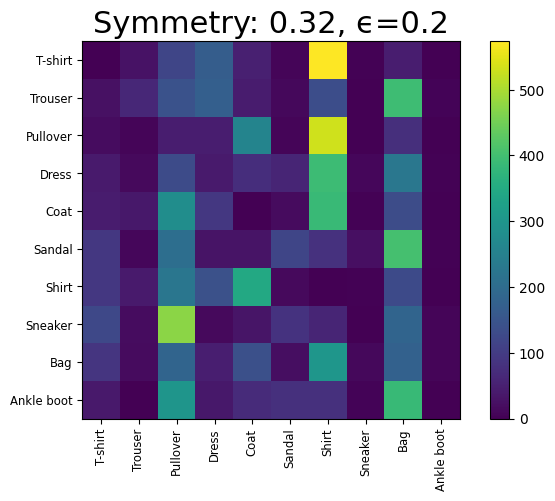 Symmetry: 0.32, ϵ=0.2
T-shirt
Trouser
Pullover
Dress
Coat
Sandal
Shirt
Sneaker
Bag
Ankle boot
T-shirt
Trouser
Pullover
Dress
Coat
Sandal
Shirt
Sneaker
Bag
Ankle boot
500
400
300
200
100
0